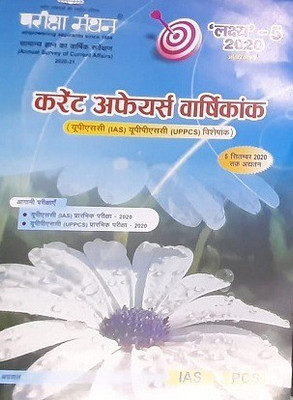 परीक्षा मंथन
सामान्य ज्ञान का वार्षिक सर्वेक्षण
(Annual Survey of Current Affairs)
2020-21
'लक्ष्य' - 5
2020
करेंट अफेयर्स वार्षिकांक
(यूपीएससी (IAS) यूपीपीएससी (UPPCS) विशेषांक)
6 सितम्बर 2020
तक अद्यतन
आगामी परीक्षाएँ
यूपीएससी (IAS) प्रारंभिक परीक्षा - 2020
यूपीपीएससी (UPPCS) प्रारंभिक परीक्षा - 2020
IAS PCS